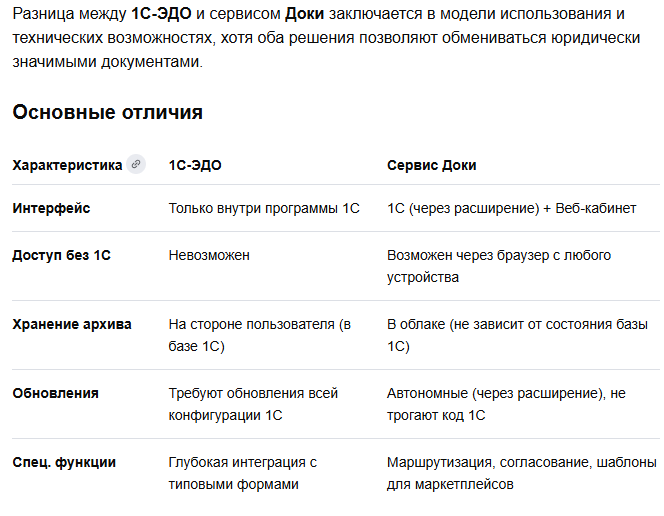 Разница между 1С-ЭДО и сервисом Доки заключается в модели использования и
технических возможностях, хотя оба решения позволяют обмениваться юридически
значимыми документами.
Основные отличия
Характеристика 1С-ЭДО Сервис Доки
Интерфейс Только внутри программы 1С 1С (через расширение) + Веб-кабинет
Доступ без 1С Невозможен Возможен через браузер с любого
устройства
Хранение архива На стороне пользователя (в В облаке (не зависит от состояния базы
базе 1С) 1С)
Обновления Требуют обновления всей Автономные (через расширение), не
конфигурации 1С трогают код 1С
Спец. функции Глубокая интеграция с Маршрутизация, согласование, шаблоны
типовыми формами для маркетплейсов